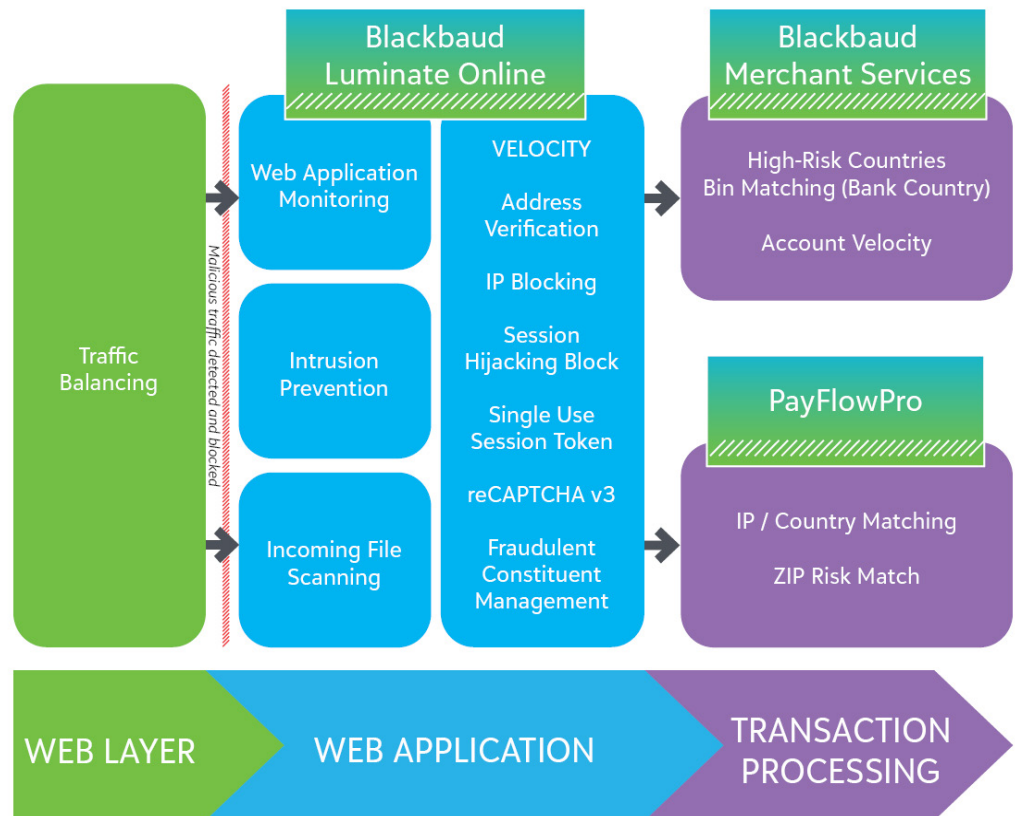 Blackbaud
Luminate Online
Blackbaud
Merchant Services
Traffic
Balancing
Malicious traffic detected and blocked
Web Application
Monitoring
Intrusion
Prevention
Incoming File
Scanning
VELOCITY
Address
Verification
IP Blocking
Session
Hijacking Block
Single Use
Session Token
reCAPTCHA v3
Fraudulent
Constituent
Management
High-Risk Countries
Bin Matching (Bank Country)
Account Velocity
PayFlowPro
IP / Country Matching
ZIP Risk Match
WEB LAYER
WEB APPLICATION
TRANSACTION
PROCESSING